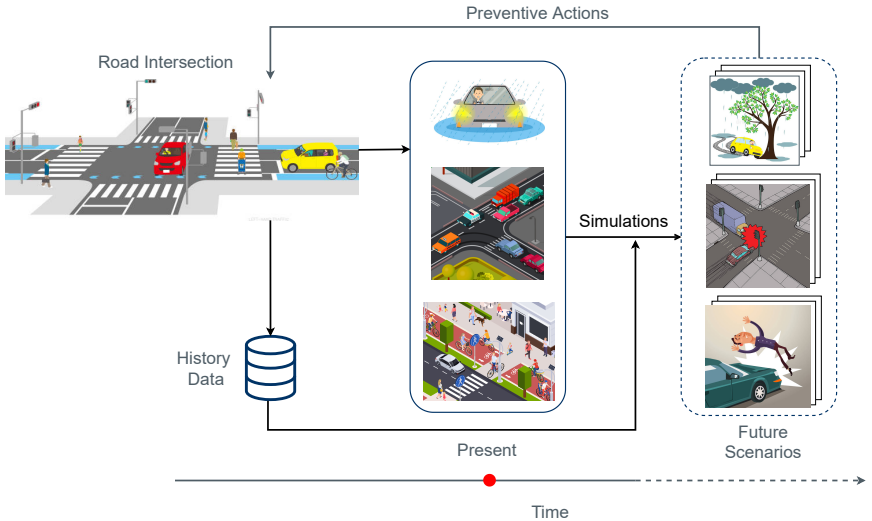 Preventive Actions
Road Intersection
Simulations
History
Data
Present
Future
Scenarios
Time